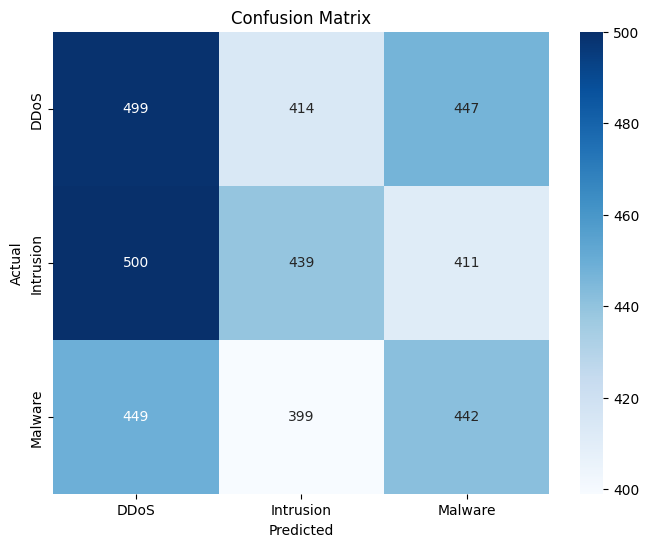 Confusion Matrix
DDoS
499
414
447
Actual
Intrusion
500
439
411
Malware
449
399
442
DDoS
Intrusion
Malware
Predicted
500
480
460
440
420
400